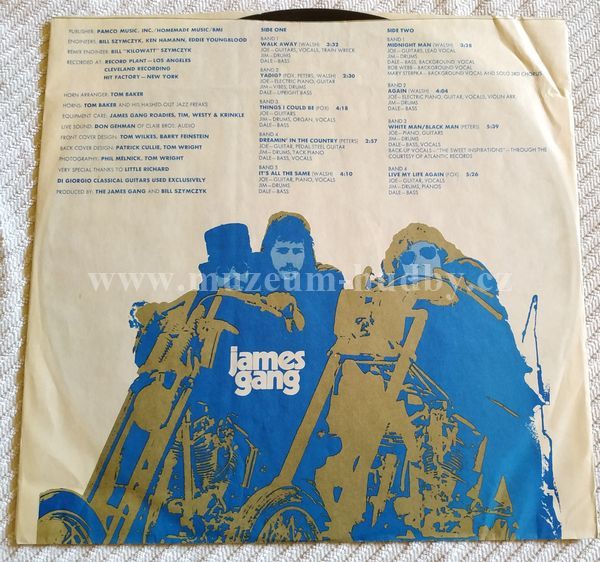 PUBLISHER: PAMCO MUSIC. INC./HOMEMADE MUSIC/BMI
ENGINEERS: BILL SZYMCZYK, KEN HAMANN, EDDIE YOUNGBLOOD
REMIX ENGINEER: BILL "KILOWATT" SZYMCZYK
RECORDED AT: RECORD PLANT—LOS ANGELES
CLEVELAND RECORDING
HIT FACTORY—NEW YORK
HORN ARRANGER: TOM BAKER
HORNS: TOM BAKER AND HIS HASHED-OUT JAZZ FREAKS
EQUIPMENT CARE: JAMES GANG ROADIES, TIM, WESTY & KRINKLE
LIVE SOUND: DON GEHMAN OF CLAIR BROS. AUDIO
FRONT COVER DESIGN: TOM WILKES, BARRY FEINSTEIN
BACK COVER DESIGN: PATRICK CULLIE, TOM WRIGHT
PHOTOGRAPHY: PHIL MELNICK, TOM WRIGHT
VERY SPECIAL THANKS TO LITTLE RICHARD
DI GIORGIO CLASSICAL GUITARS USED EXCLUSIVELY
PRODUCED BY: THE JAMES GANG AND BILL SZYMCZYK
SIDE ONE
BAND 1
WALK AWAY (WALSH) 3:32
JOE—GUITARS, VOCALS, TRAIN WRECK
JIM—DRUMS
DALE—BASS
BAND 2
YADIG? (FOX, PETERS, WALSH) 2:30
JOE—ELECTRIC PIANO, GUITAR
JIM—VIBES, DRUMS
DALE—UPRIGHT BASS
BAND 3
THINGS I COULD BE (FOX) 4:18
JOE—GUITARS
JIM—DRUMS, ORGAN, VOCALS
DALE—BASS
BAND 4
DREAMIN' IN THE COUNTRY (PETERS) 2:57
JOE—GUITAR, PEDAL STEEL GUITAR
JIM—DRUMS, TACK PIANO
DALE—BASS, VOCALS
BAND 5
IT'S ALL THE SAME (WALSH) 4:10
JOE—GUITAR, PIANO, VOCALS
JIM—DRUMS
DALE—BASS
SIDE TWO
BAND 1
MIDNIGHT MAN (WALSH) 3:28
JOE—GUITARS, LEAD VOCAL
JIM—DRUMS
DALE—BASS, BACKGROUND VOCAL
BOB WEBB—BACKGROUND VOCAL
MARY STERPKA—BACKGROUND VOCAL AND SOLO 3RD CHORUS
BAND 2
AGAIN (WALSH) 4:04
JOE—ELECTRIC PIANO, GUITAR, VOCALS, VIOLIN ARR.
JIM—DRUMS
DALE—BASS
BAND 3
WHITE MAN/BLACK MAN (PETERS) 5:39
JOE—PIANO, GUITARS
JIM—DRUMS
DALE—BASS, VOCALS
BACK-UP VOCALS—"THE SWEET INSPIRATIONS"—THROUGH THE
COURTESY OF ATLANTIC RECORDS
BAND 4
LIVE MY LIFE AGAIN (FOX) 5:26
JOE—GUITARS, VOCALS
JIM—DRUMS, PIANOS
DALE—BASS
www.muzeum-hudby.cz
james
gang